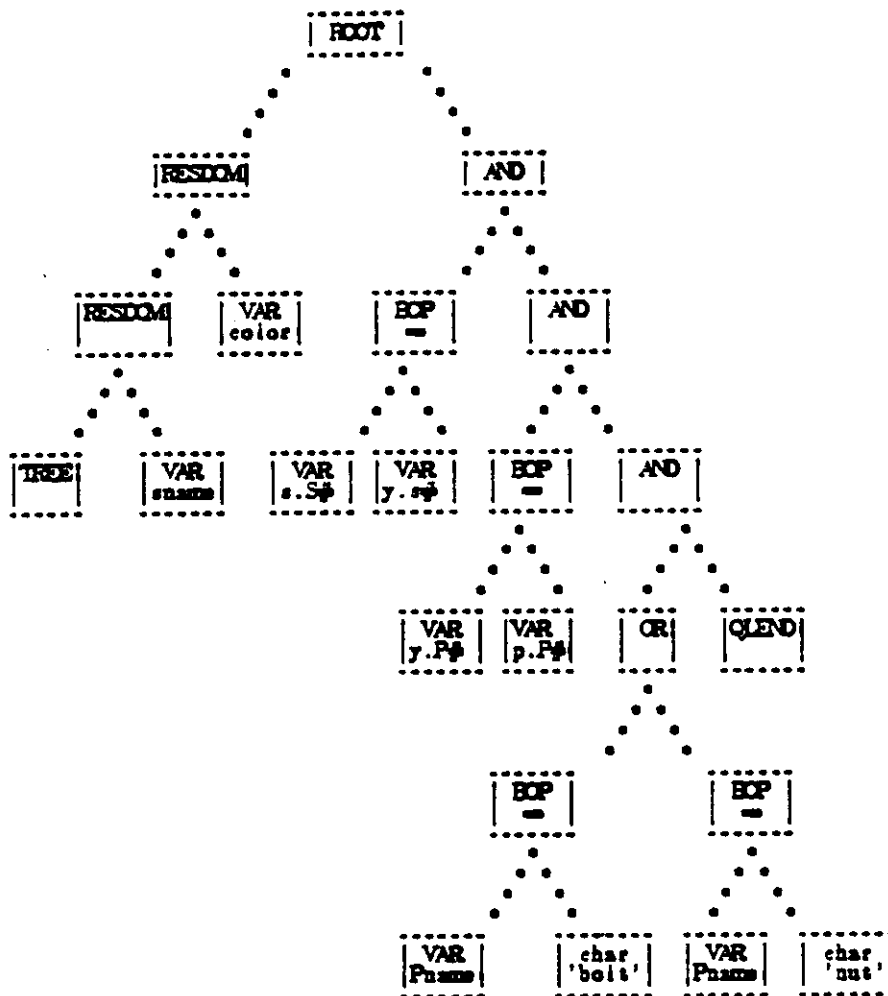 ROOT
RESDOM AND
RESDOM VAR BOP AND
color =
TREE VAR VAR VAR BOP AND
sname s.S# y.s# =
VAR VAR OR QLEND
y.P# p.P#
BOP BOP
= =
VAR char VAR char
Pname 'bolt' Pname 'nut'